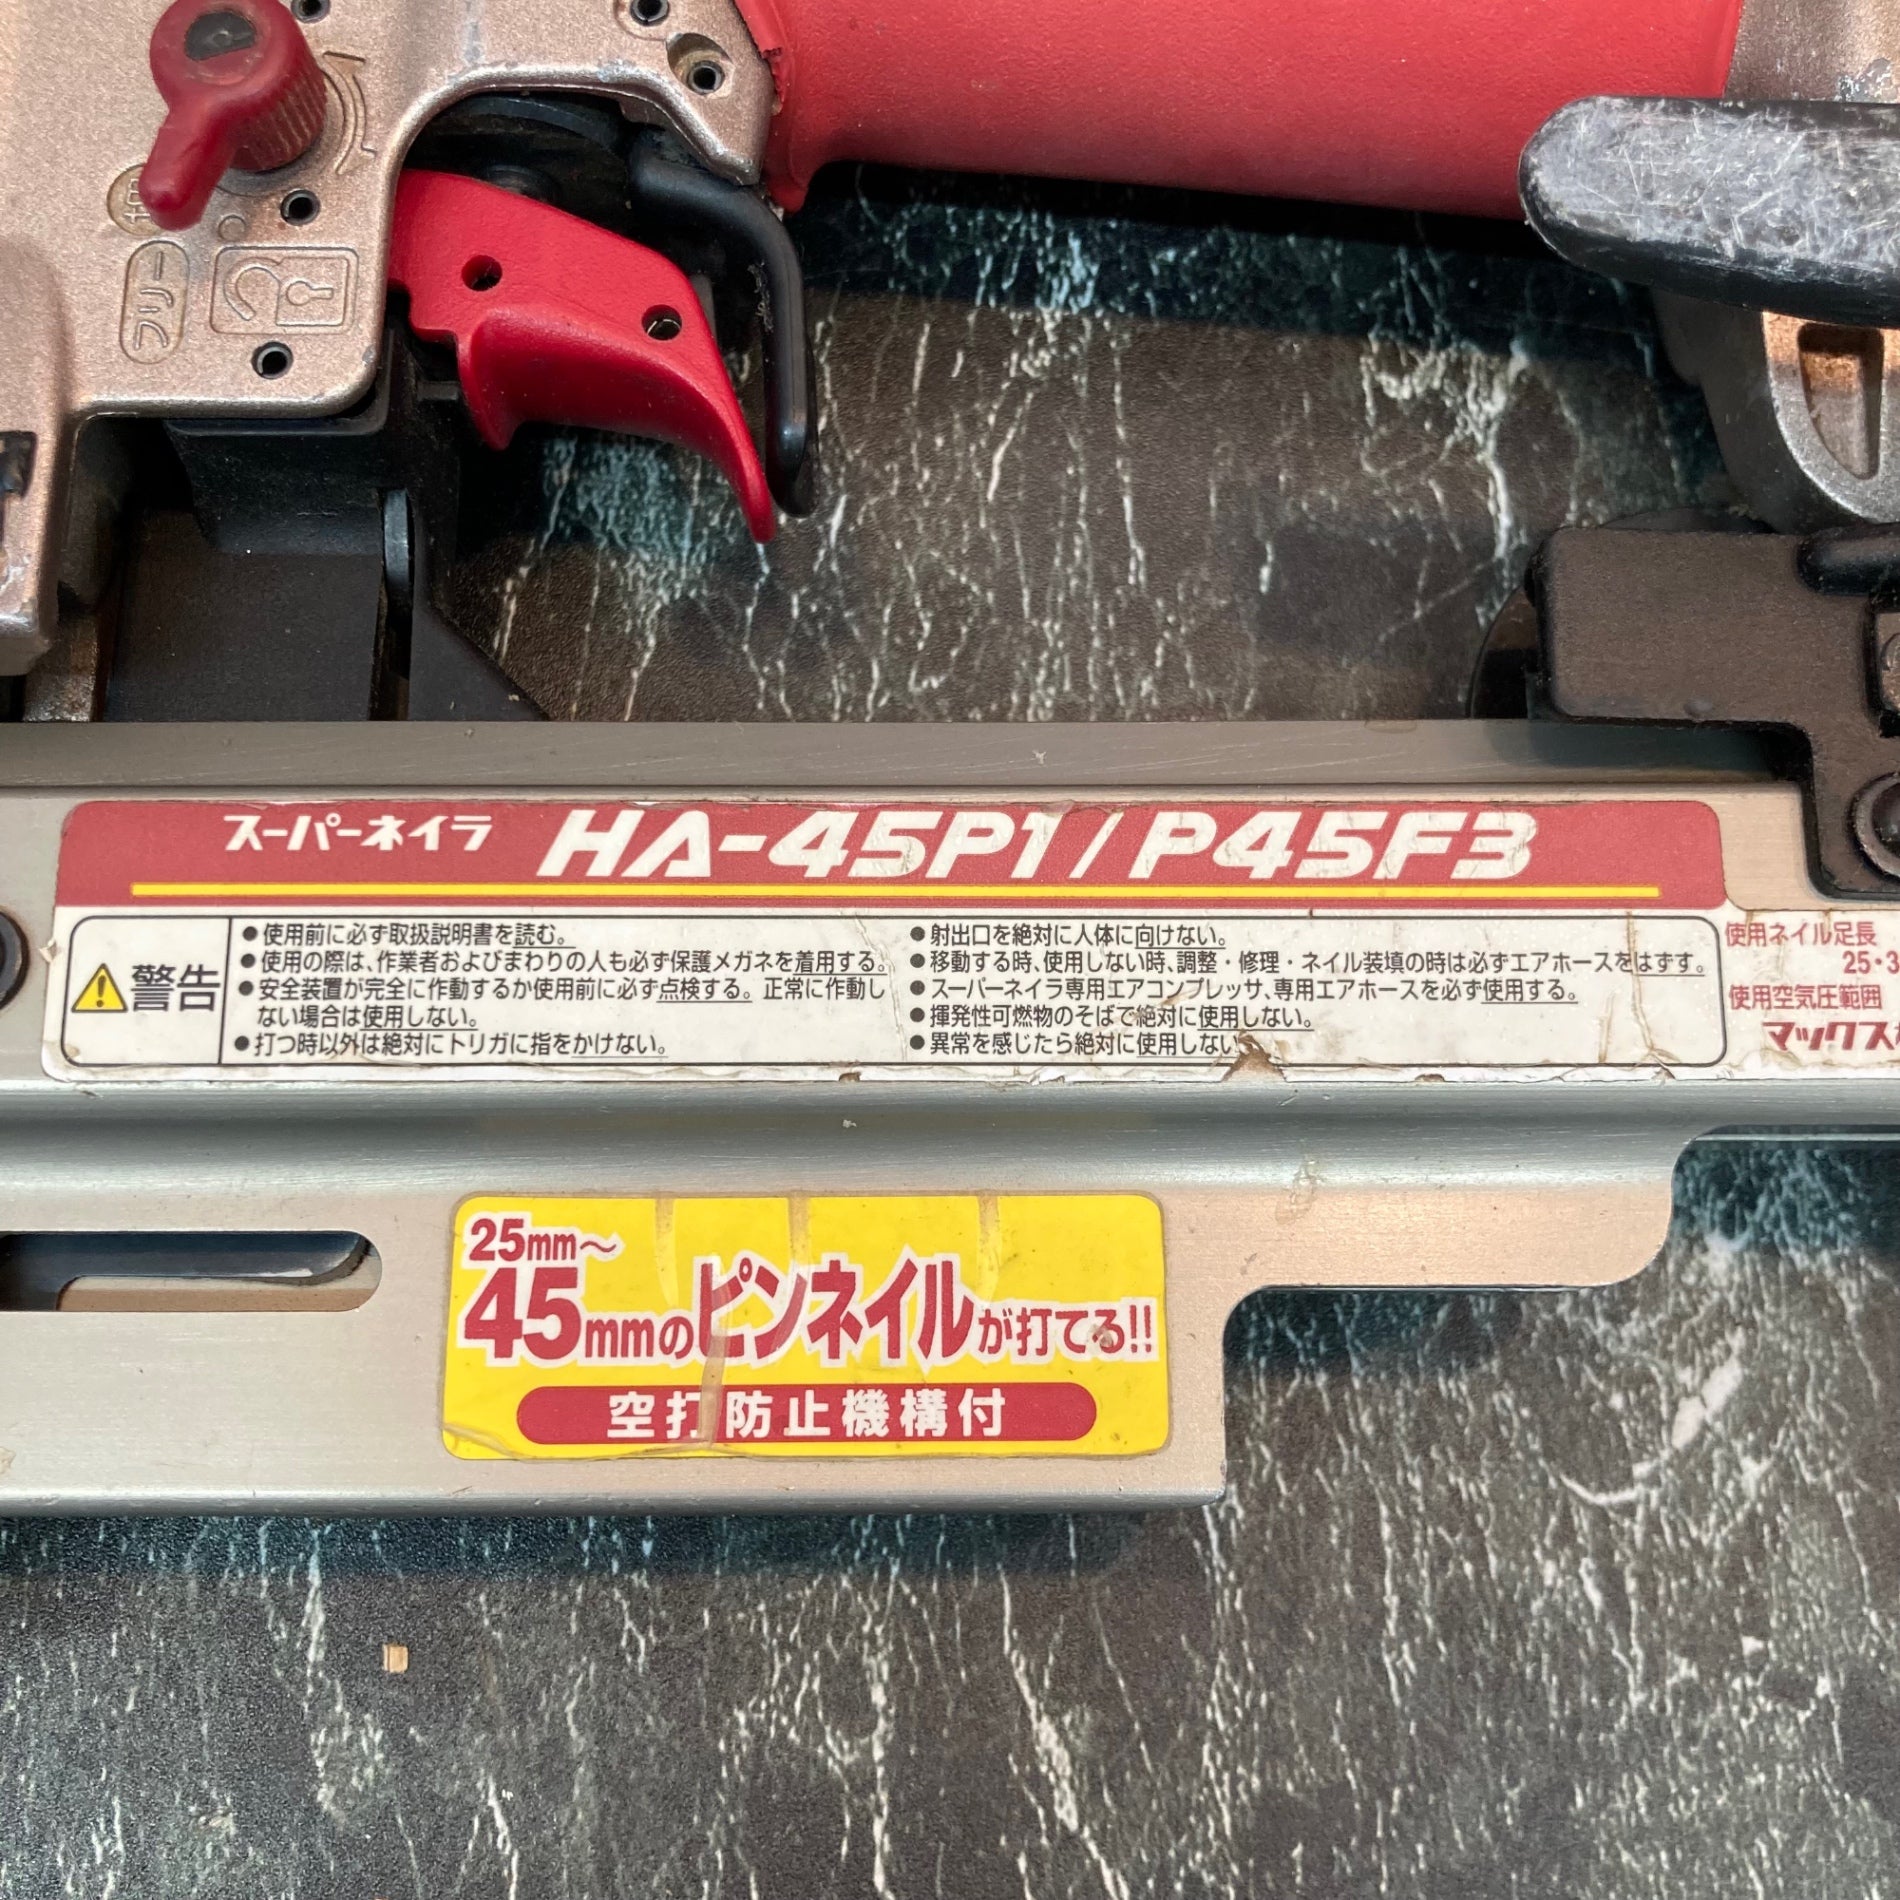 フリー
スーパーネイラ HA-45P1/P45F3
警告
●使用前に必ず取扱説明書を読む。
●使用の際は、作業者およびまわりの人も必ず保護メガネを着用する。
●安全装置が完全に作動するか使用前に必ず点検する。正常に作動し
ない場合は使用しない。
●打つ時以外は絶対にトリガに指をかけない。
●射出口を絶対に人体に向けない。
●移動する時、使用しない時、調整・修理・ネイル装填の時は必ずエアホースをはずす。
●スーパーネイラ専用エアコンプレッサ、専用エアホースを必ず使用する。
●揮発性可燃物のそばで絶対に使用しない。
●異常を感じたら絶対に使用しない
使用ネイル足長
25・3
使用空気圧範囲
マックス
25mm～
45mmのピンネイルが打てる!!
空打防止機構付